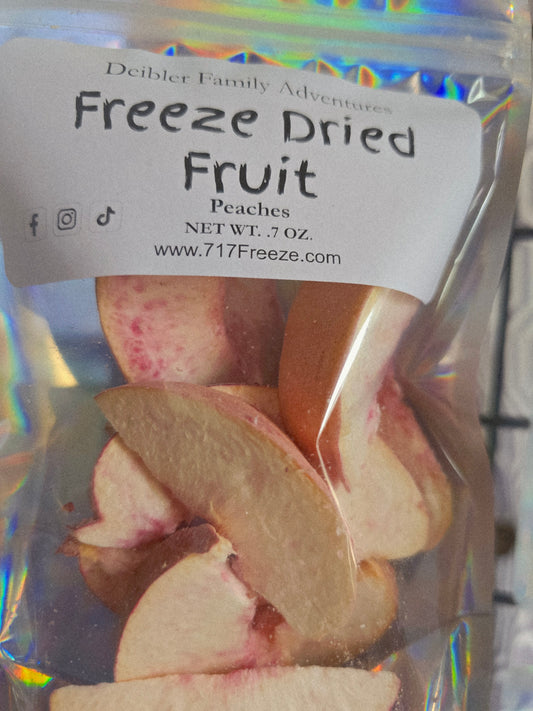 Deibler Family Adventures
Freeze Dried
Fruit
Peaches
NET WT. .7 OZ.
www.717Freeze.com